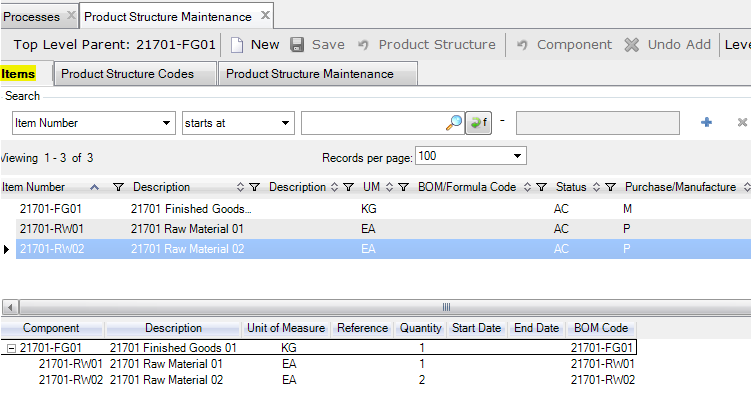 Processes Product Structure Maintenance
Top Level Parent: 21701-FG01 New Save Product Structure Component Undo Add Leve
Items Product Structure Codes Product Structure Maintenance
Search
Item Number starts at f -
Viewing 1 - 3 of 3 Records per page: 100
Item Number Description Description UM BOM/Formula Code Status Purchase/Manufacture
21701-FG01 21701 Finished Goods... KG AC M
21701-RW01 21701 Raw Material 01 EA AC P
21701-RW02 21701 Raw Material 02 EA AC P
Component Description Unit of Measure Reference Quantity Start Date End Date BOM Code
21701-FG01 21701 Finished Goods 01 KG 1 21701-FG01
21701-RW01 21701 Raw Material 01 EA 1 21701-RW01
21701-RW02 21701 Raw Material 02 EA 2 21701-RW02